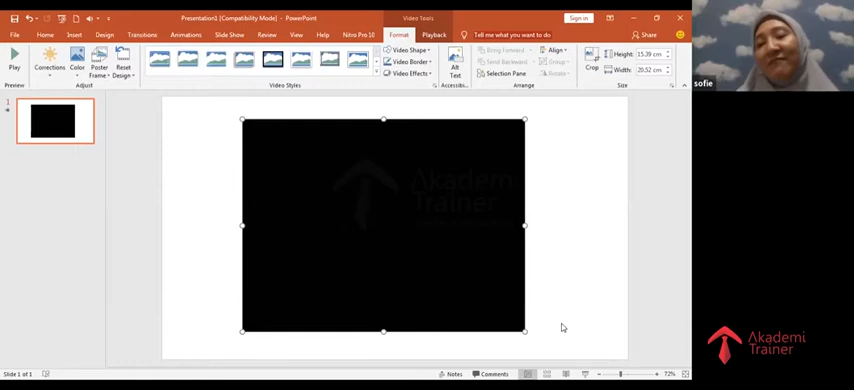 Presentation1 [Compatibility Mode] - PowerPoint
Video Tools
Sign in
File
Home
Insert
Design
Transitions
Animations
Slide Show
Review
View
Help
Nitro Pro 10
Format
Playback
Tell me what you want to do
Share
Play
Corrections
Color
Poster Frame
Reset Design
Video Shape
Video Border
Video Effects
Alt Text
Bring Forward
Send Backward
Selection Pane
Align
Group
Rotate
Crop
Height: 15.39 cm
Width: 20.52 cm
Preview
Adjust
Video Styles
Accessibi...
Arrange
Size
1
sofie
Akademi
Trainer
Akademi
Trainer
Slide 1 of 1
Notes
Comments
72%